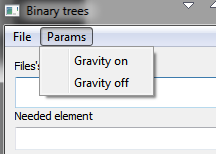 Binary trees
File Params
Gravity on
Files's
Gravity off
Needed element